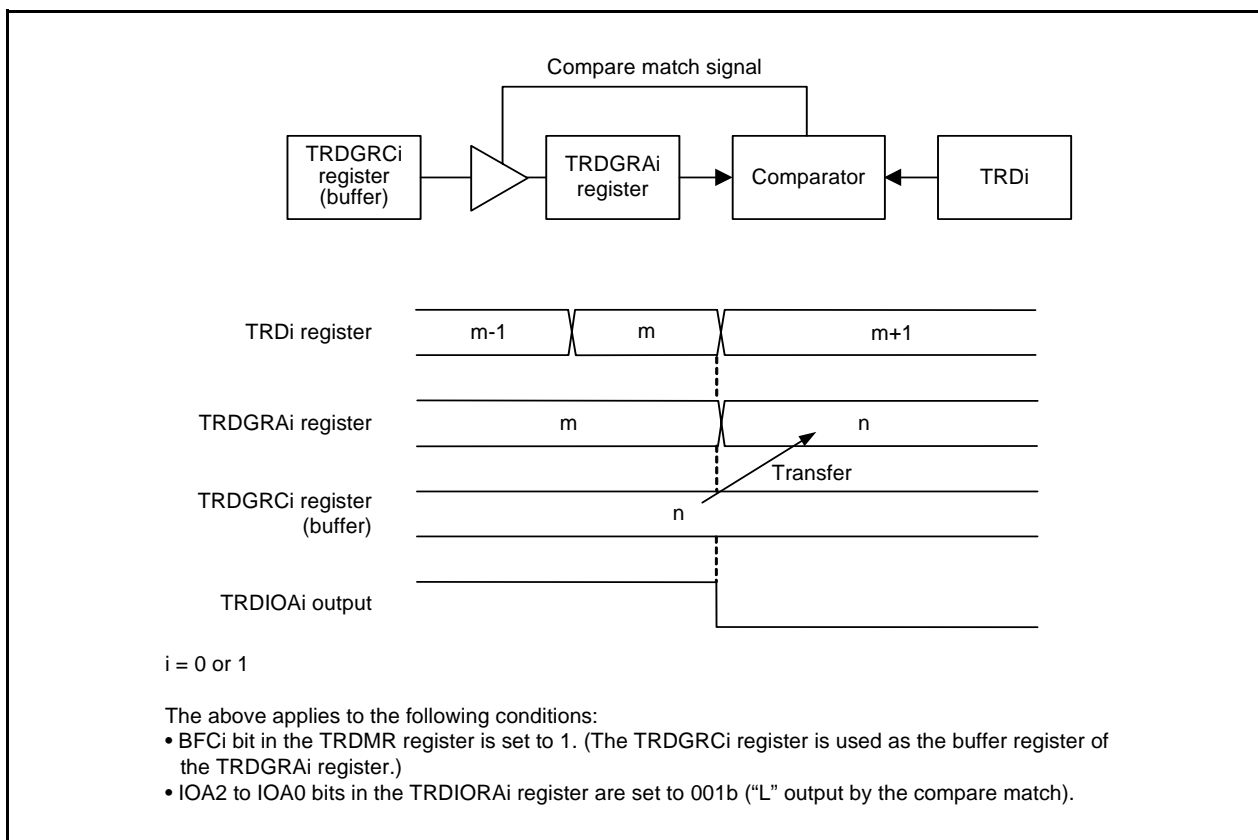 Compare match signal
TRDGRCi
register
(buffer)
TRDGRAi
register
Comparator
TRDi
TRDi register
m-1
m
m+1
TRDGRAi register
m
n
Transfer
TRDGRCi register
(buffer)
n
TRDIOAi output
i = 0 or 1
The above applies to the following conditions:
• BFCi bit in the TRDMR register is set to 1. (The TRDGRCi register is used as the buffer register of
the TRDGRAi register.)
• IOA2 to IOA0 bits in the TRDIORAi register are set to 001b (“L” output by the compare match).